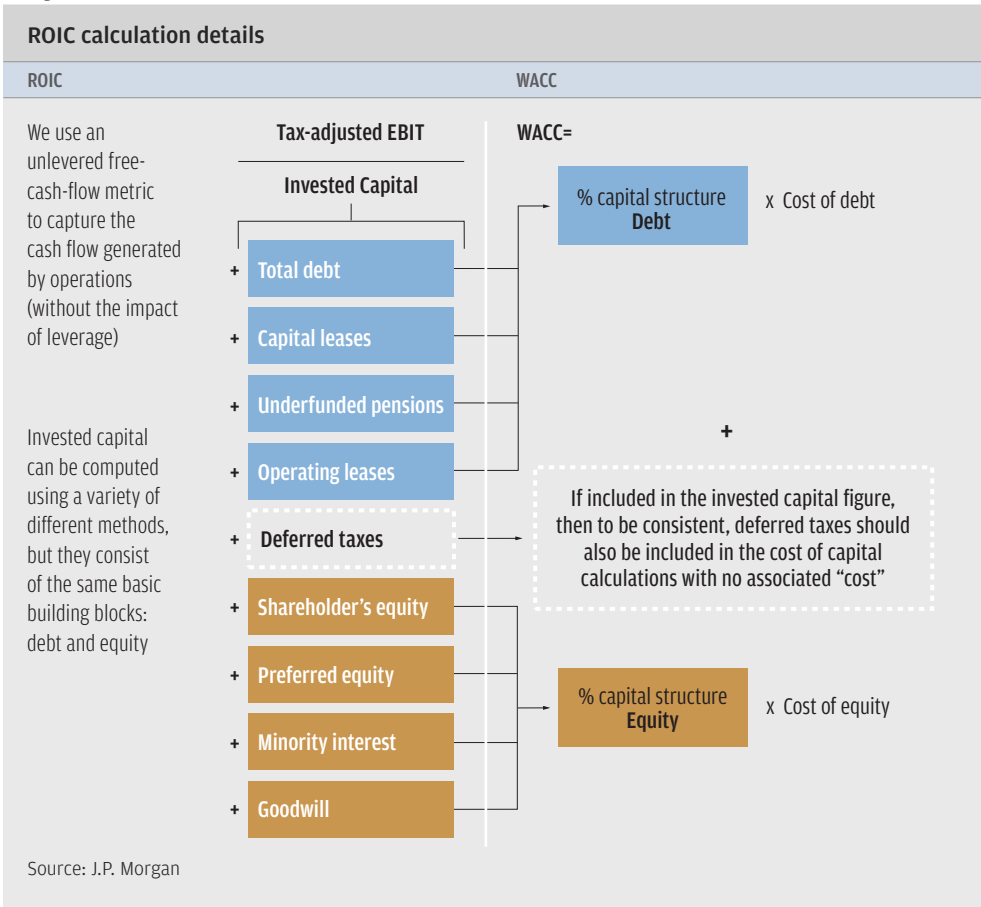 ROIC calculation details
ROIC
WACC
We use an
unlevered free-
cash-flow metric
to capture the
cash flow generated
by operations
(without the impact
of leverage)
Invested capital
can be computed
using a variety of
different methods,
but they consist
of the same basic
building blocks:
debt and equity
Tax-adjusted EBIT
Invested Capital
+ Total debt
+ Capital leases
+ Underfunded pensions
+ Operating leases
+ Deferred taxes
+ Shareholder’s equity
+ Preferred equity
+ Minority interest
+ Goodwill
WACC=
% capital structure
Debt
x Cost of debt
+
If included in the invested capital figure,
then to be consistent, deferred taxes should
also be included in the cost of capital
calculations with no associated “cost”
% capital structure
Equity
x Cost of equity
Source: J.P. Morgan